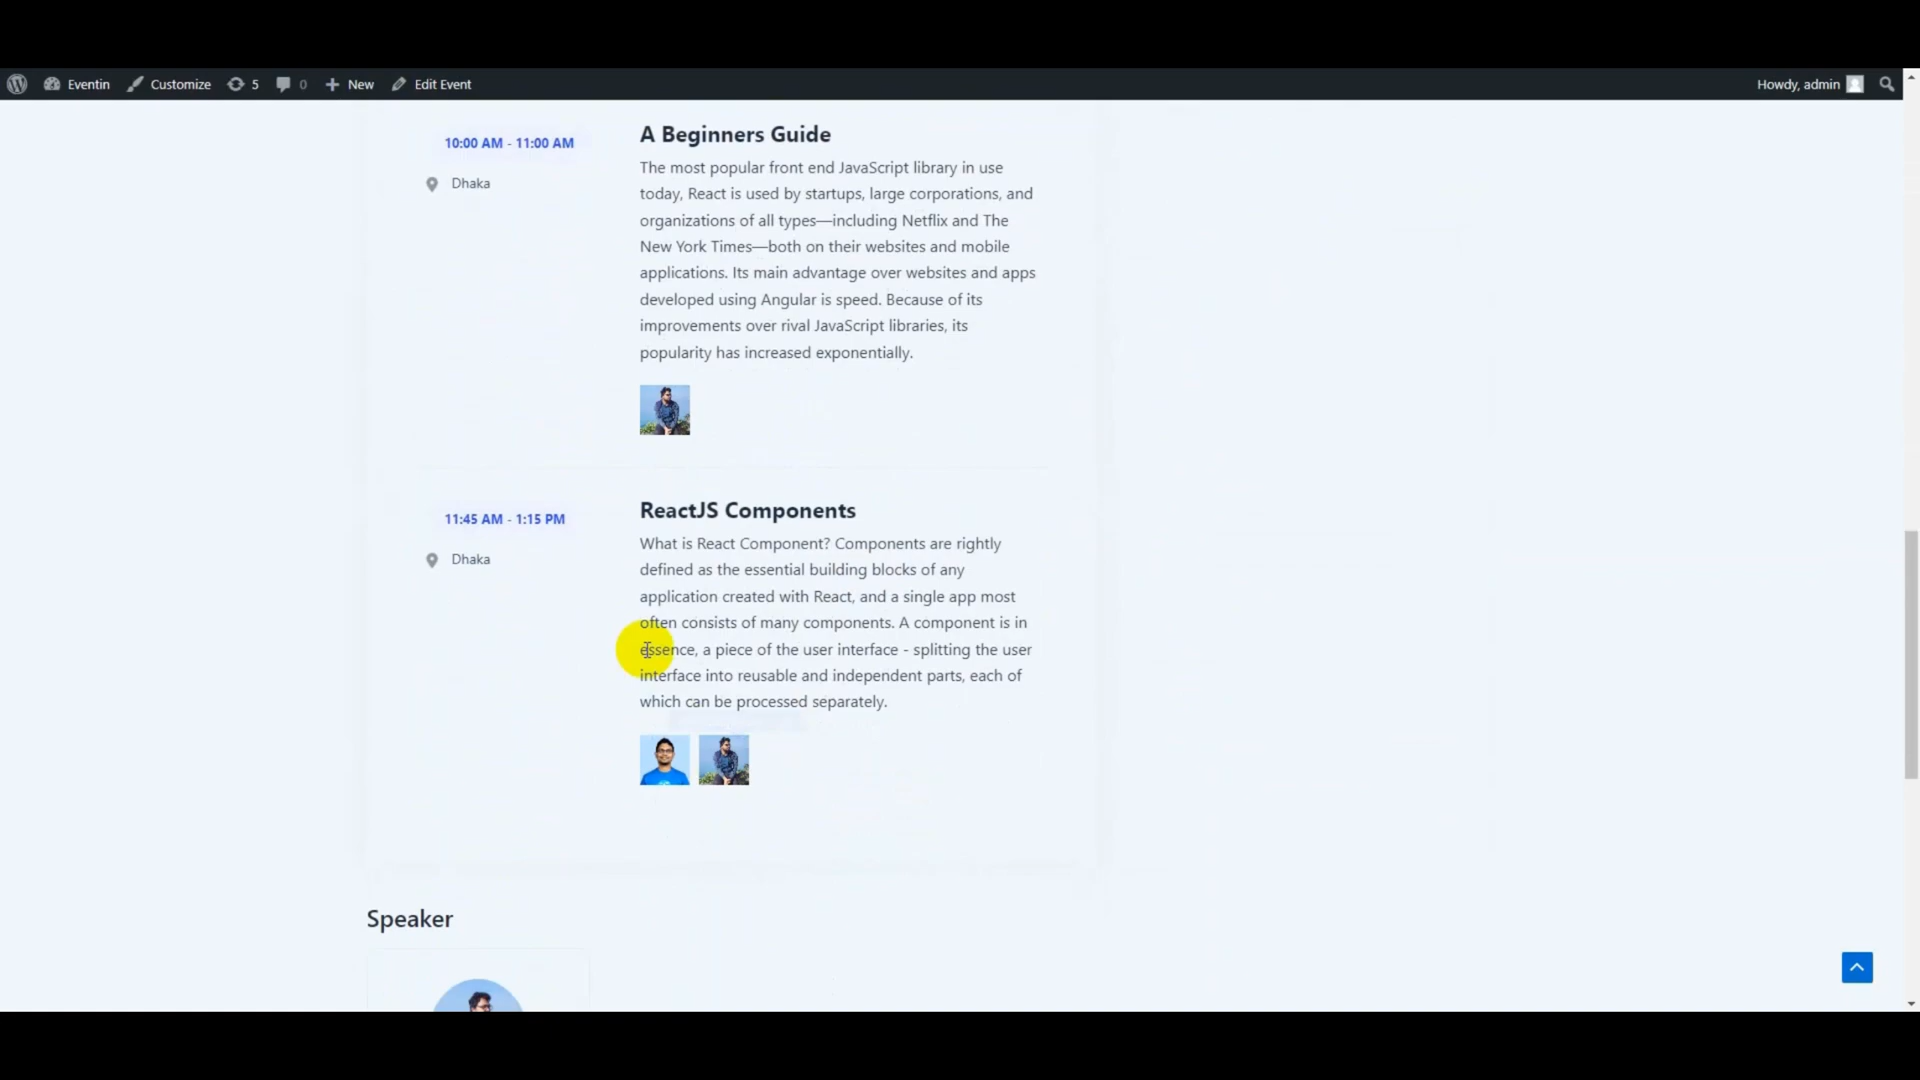 Eventin Customize 5 0 New Edit Event Howdy, admin
10:00 AM - 11:00 AM
Dhaka
A Beginners Guide
The most popular front end JavaScript library in use
today, React is used by startups, large corporations, and
organizations of all types—including Netflix and The
New York Times—both on their websites and mobile
applications. Its main advantage over websites and apps
developed using Angular is speed. Because of its
improvements over rival JavaScript libraries, its
popularity has increased exponentially.
11:45 AM - 1:15 PM
Dhaka
ReactJS Components
What is React Component? Components are rightly
defined as the essential building blocks of any
application created with React, and a single app most
often consists of many components. A component is in
essence, a piece of the user interface - splitting the user
interface into reusable and independent parts, each of
which can be processed separately.
Speaker